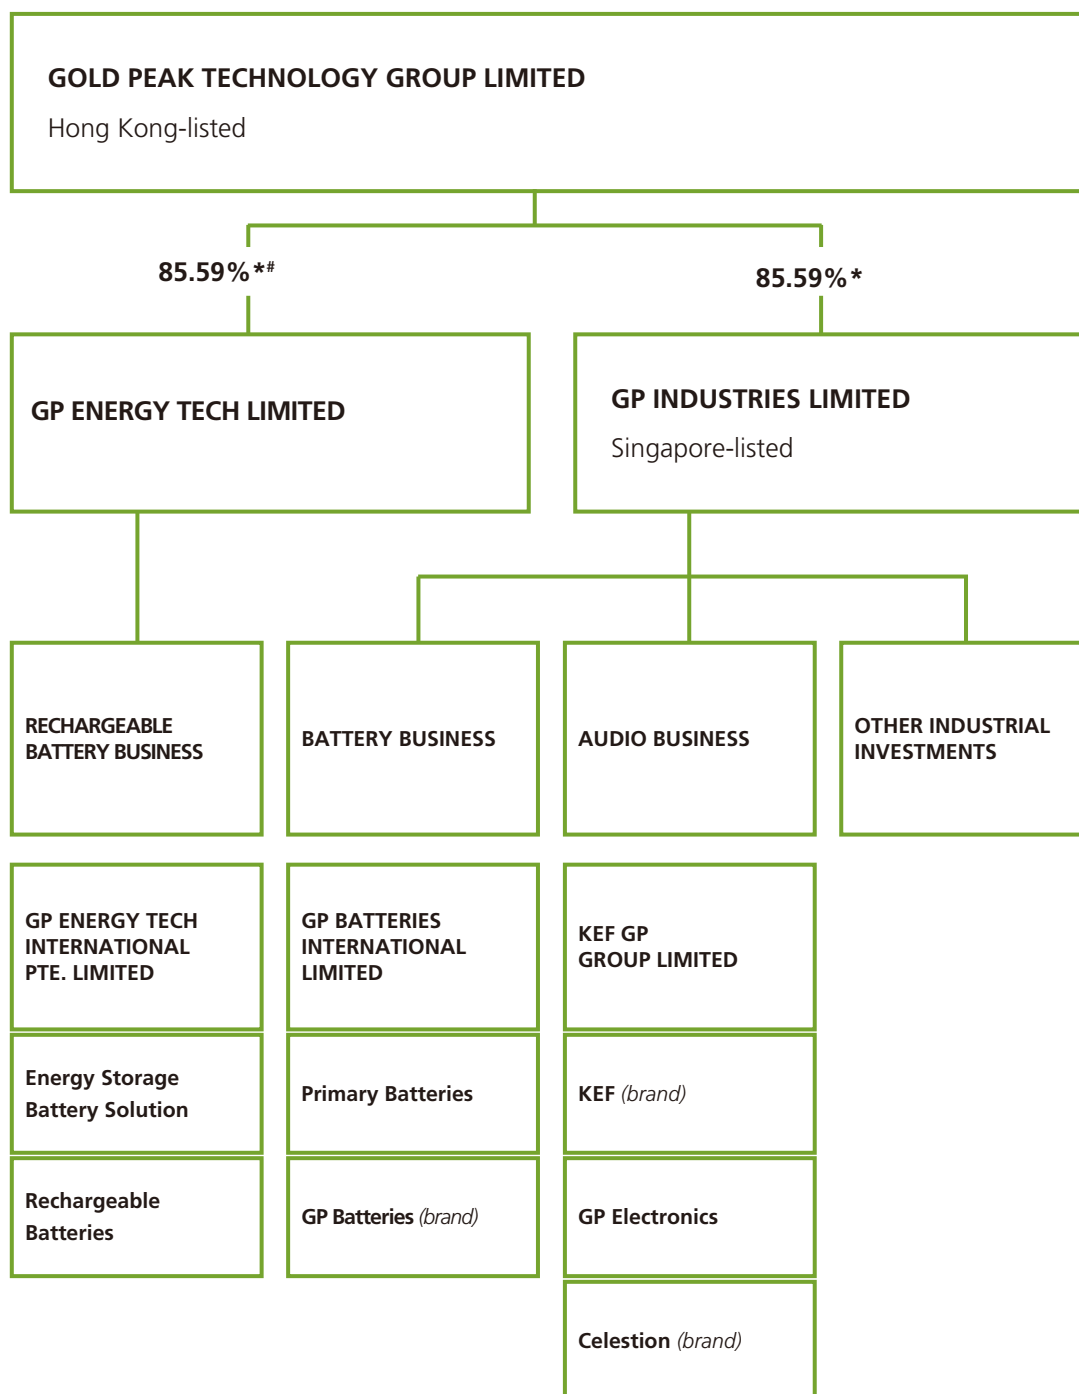 GOLD PEAK TECHNOLOGY GROUP LIMITED
Hong Kong-listed
85.59%*#
85.59%*
GP ENERGY TECH LIMITED
GP INDUSTRIES LIMITED
Singapore-listed
RECHARGEABLE
BATTERY BUSINESS
BATTERY BUSINESS
AUDIO BUSINESS
OTHER INDUSTRIAL
INVESTMENTS
GP ENERGY TECH
INTERNATIONAL
PTE. LIMITED
GP BATTERIES
INTERNATIONAL
LIMITED
KEF GP
GROUP LIMITED
Energy Storage
Battery Solution
Primary Batteries
KEF (brand)
Rechargeable
Batteries
GP Batteries (brand)
GP Electronics
Celestion (brand)